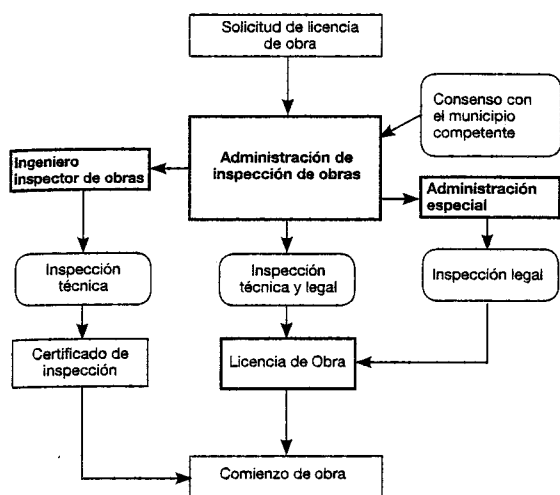 Solicitud de licencia
de obra
Consenso con
el municipio
competente
Administración de
inspección de obras
Ingeniero
inspector de obras
Administración
especial
Inspección
técnica
Inspección
técnica y legal
Inspección legal
Certificado de
inspección
Licencia de Obra
Comienzo de obra